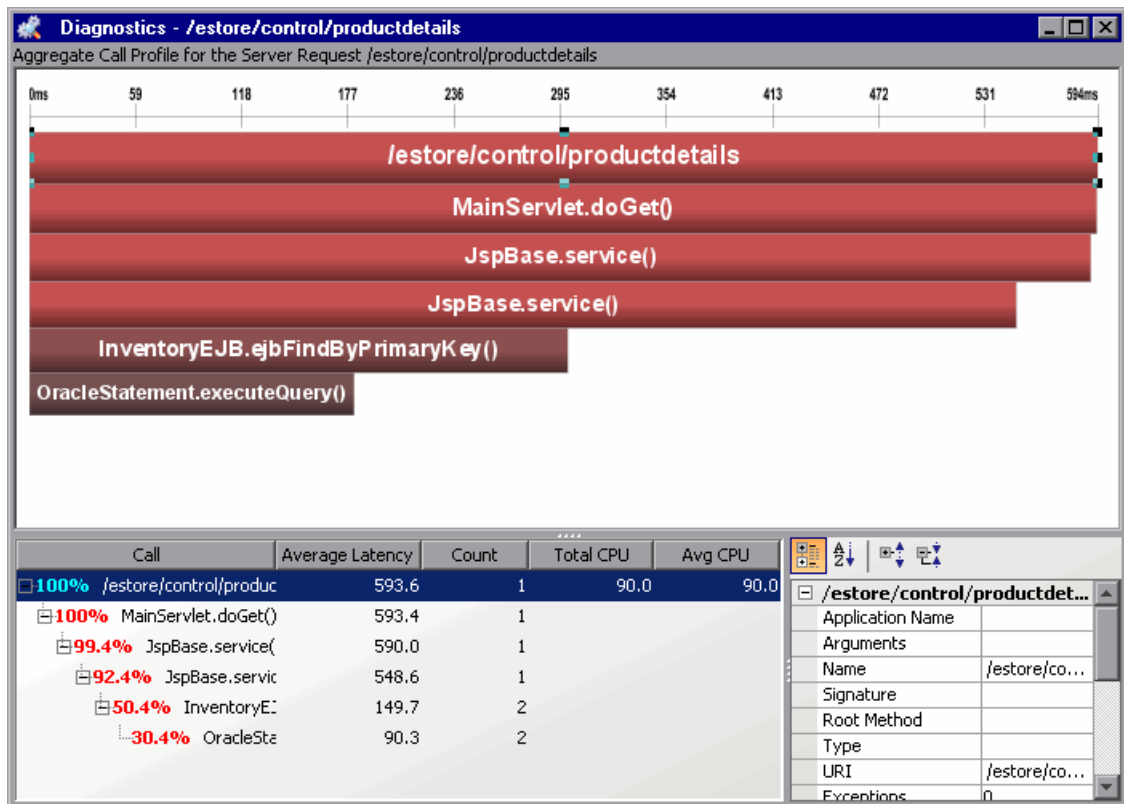 Diagnostics - /estore/control/productdetails
Aggregate Call Profile for the Server Request /estore/control/productdetails
0ms 59 118 177 236 295 354 413 472 531 594ms
/estore/control/productdetails
MainServlet.doGet()
JspBase.service()
JspBase.service()
InventoryEJB.ejbFindByPrimaryKey()
OracleStatement.executeQuery()
Call Average Latency Count Total CPU Avg CPU
100% /estore/control/produc 593.6 1 90.0 90.0
100% MainServlet.doGet() 593.4 1
99.4% JspBase.service( 590.0 1
92.4% JspBase.servic 548.6 1
50.4% InventoryE 149.7 2
30.4% OracleSta 90.3 2
/estore/control/productdet...
Application Name
Arguments
Name /estore/co...
Signature
Root Method
Type
URI /estore/co...
Exceptions 0